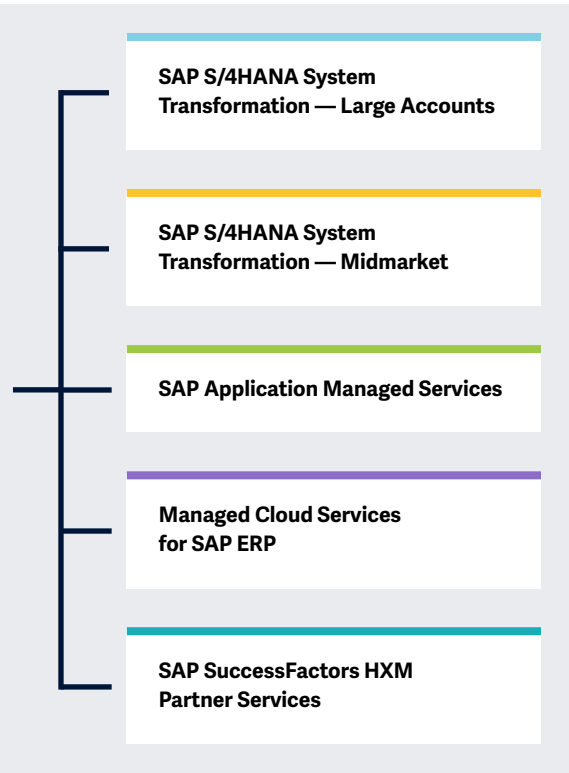 SAP S/4HANA System
Transformation — Large Accounts
SAP S/4HANA System
Transformation — Midmarket
SAP Application Managed Services
Managed Cloud Services
for SAP ERP
SAP SuccessFactors HXM
Partner Services